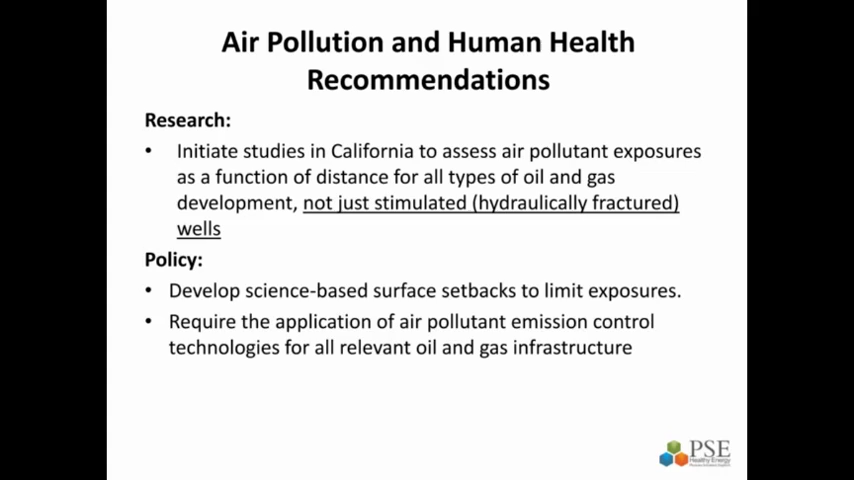 Air Pollution and Human Health
Recommendations
Research:
• Initiate studies in California to assess air pollutant exposures
as a function of distance for all types of oil and gas
development, not just stimulated (hydraulically fractured)
wells
Policy:
• Develop science-based surface setbacks to limit exposures.
• Require the application of air pollutant emission control
technologies for all relevant oil and gas infrastructure
PSE
Healthy Energy